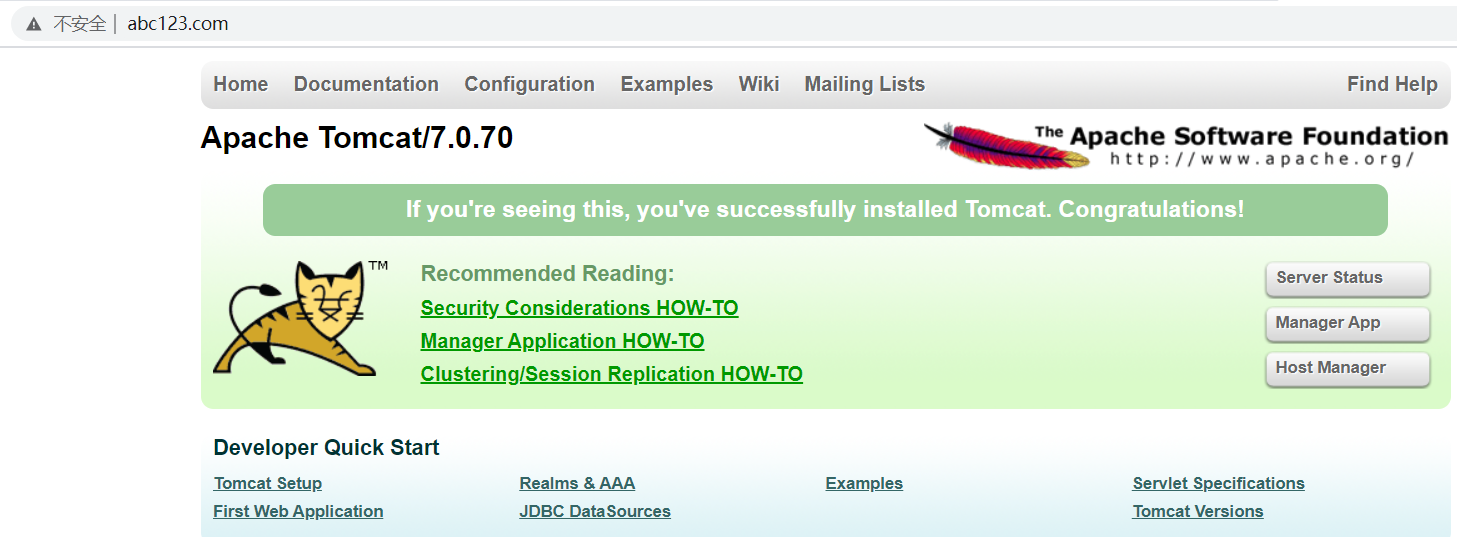 不安全 | abc123.com
Home Documentation Configuration Examples Wiki Mailing Lists Find Help
Apache Tomcat/7.0.70
The Apache Software Foundation
http://www.apache.org/
If you're seeing this, you've successfully installed Tomcat. Congratulations!
TM
Recommended Reading:
Security Considerations HOW-TO
Manager Application HOW-TO
Clustering/Session Replication HOW-TO
Server Status
Manager App
Host Manager
Developer Quick Start
Tomcat Setup Realms & AAA Examples Servlet Specifications
First Web Application JDBC DataSources Tomcat Versions